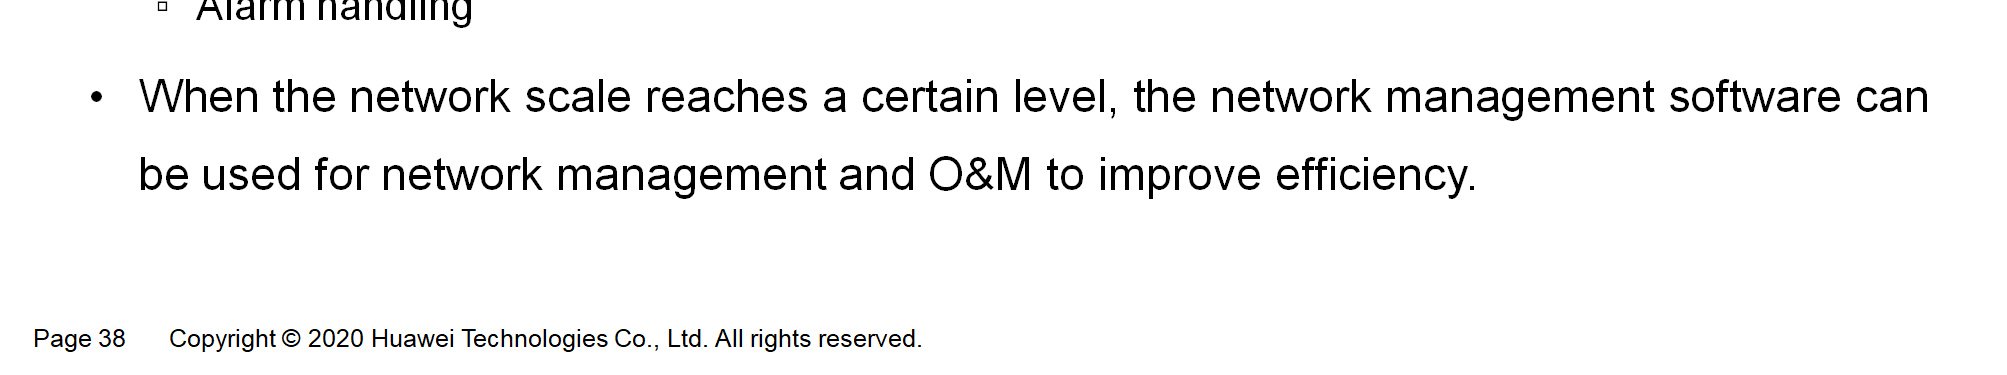 ▫ Alarm handling
• When the network scale reaches a certain level, the network management software can
be used for network management and O&M to improve efficiency.
Page 38 Copyright © 2020 Huawei Technologies Co., Ltd. All rights reserved.